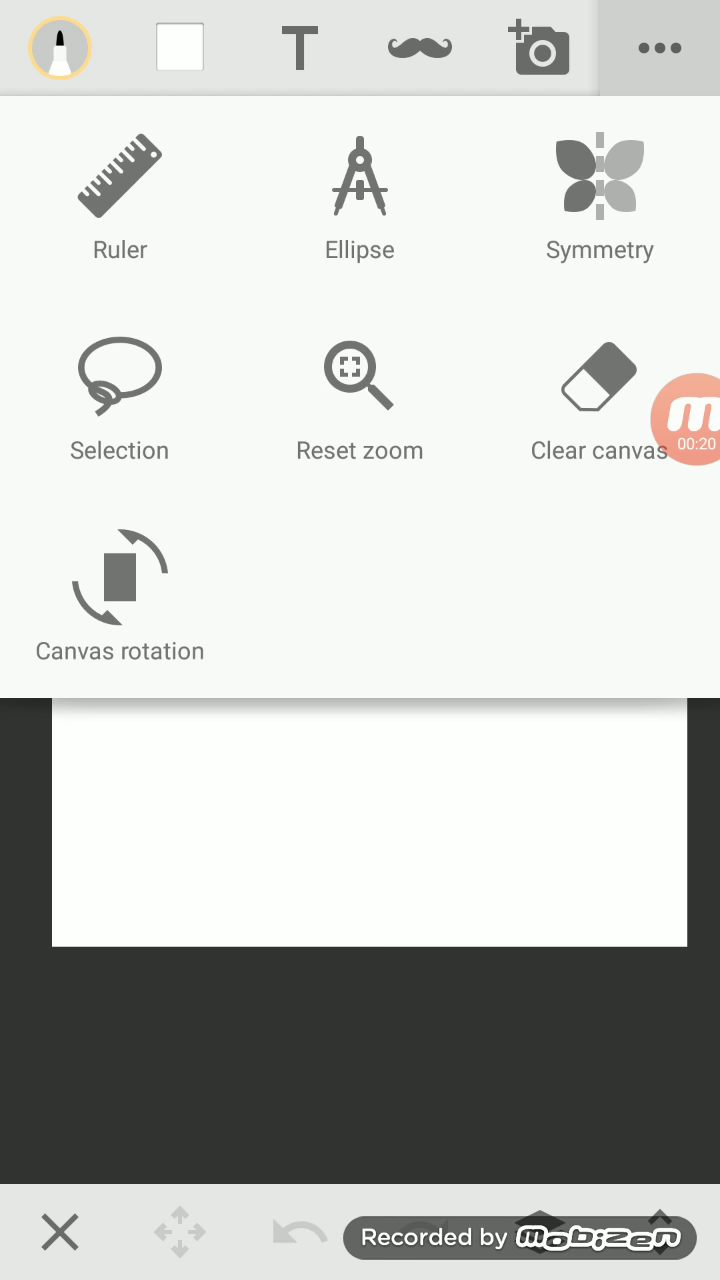 T
Ruler
Ellipse
Symmetry
Selection
Reset zoom
Clear canvas
m
00:20
Canvas rotation
Recorded by mobizen